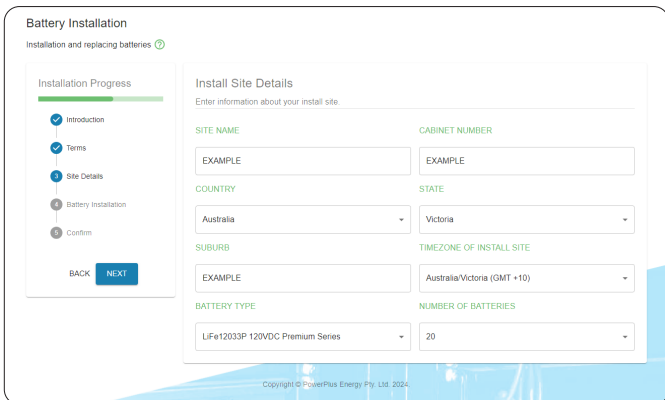 Battery Installation
Installation and replacing batteries ?
Installation Progress
Introduction
Terms
3 Site Details
4 Battery Installation
5 Confirm
BACK NEXT
Install Site Details
Enter information about your install site.
SITE NAME CABINET NUMBER
EXAMPLE EXAMPLE
COUNTRY STATE
Australia Victoria
SUBURB TIMEZONE OF INSTALL SITE
EXAMPLE Australia/Victoria (GMT +10)
BATTERY TYPE NUMBER OF BATTERIES
LiFe12033P 120VDC Premium Series 20
Copyright © PowerPlus Energy Pty. Ltd. 2024.